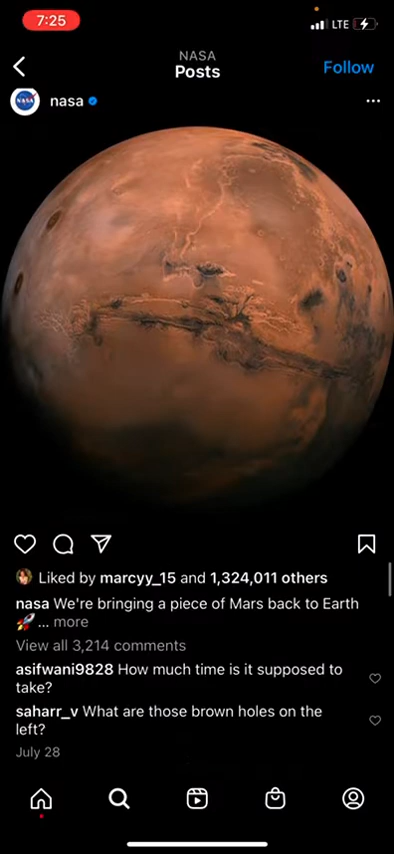 7:25
LTE
NASA
Posts
Follow
NASA
nasa
Liked by marcyy_15 and 1,324,011 others
nasa We're bringing a piece of Mars back to Earth
🚀... more
View all 3,214 comments
asifwani9828 How much time is it supposed to
take?
saharr_v What are those brown holes on the
left?
July 28